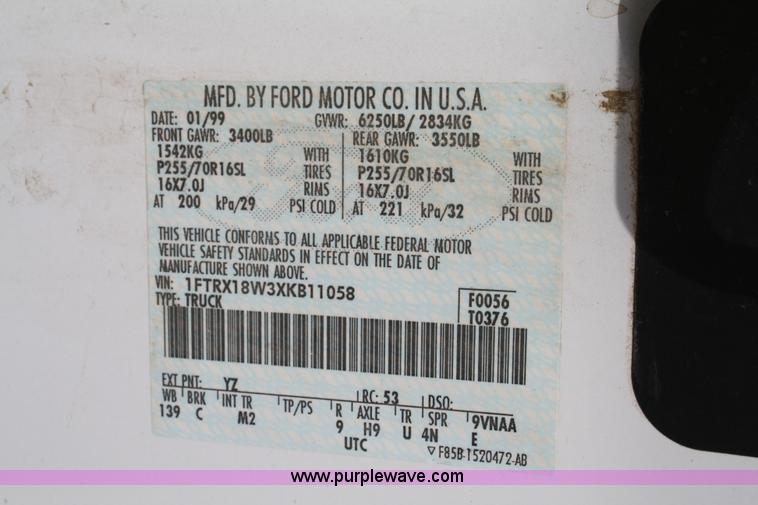 MFD. BY FORD MOTOR CO. IN U.S.A.
DATE: 01/99 GVWR: 6250LB/ 2834KG
FRONT GAWR: 3400LB REAR GAWR: 3550LB
1542KG WITH 1610KG WITH
P255/70R16SL TIRES P255/70R16SL TIRES
16X7.0J RIMS 16X7.0J RIMS
AT 200 kPa/29 PSI COLD AT 221 kPa/32 PSI COLD
THIS VEHICLE CONFORMS TO ALL APPLICABLE FEDERAL MOTOR
VEHICLE SAFETY STANDARDS IN EFFECT ON THE DATE OF
MANUFACTURE SHOWN ABOVE.
VIN: 1FTRX18W3XKB11058 F0056
TYPE: TRUCK T0376
EXT PNT: YZ RC: 53 DSO:
WB BRK INT TR TP/PS R AXLE TR SPR 9VNAA
139 C M2 9 H9 U 4N E
UTC F85B-1520472-AB
www.purplewave.com